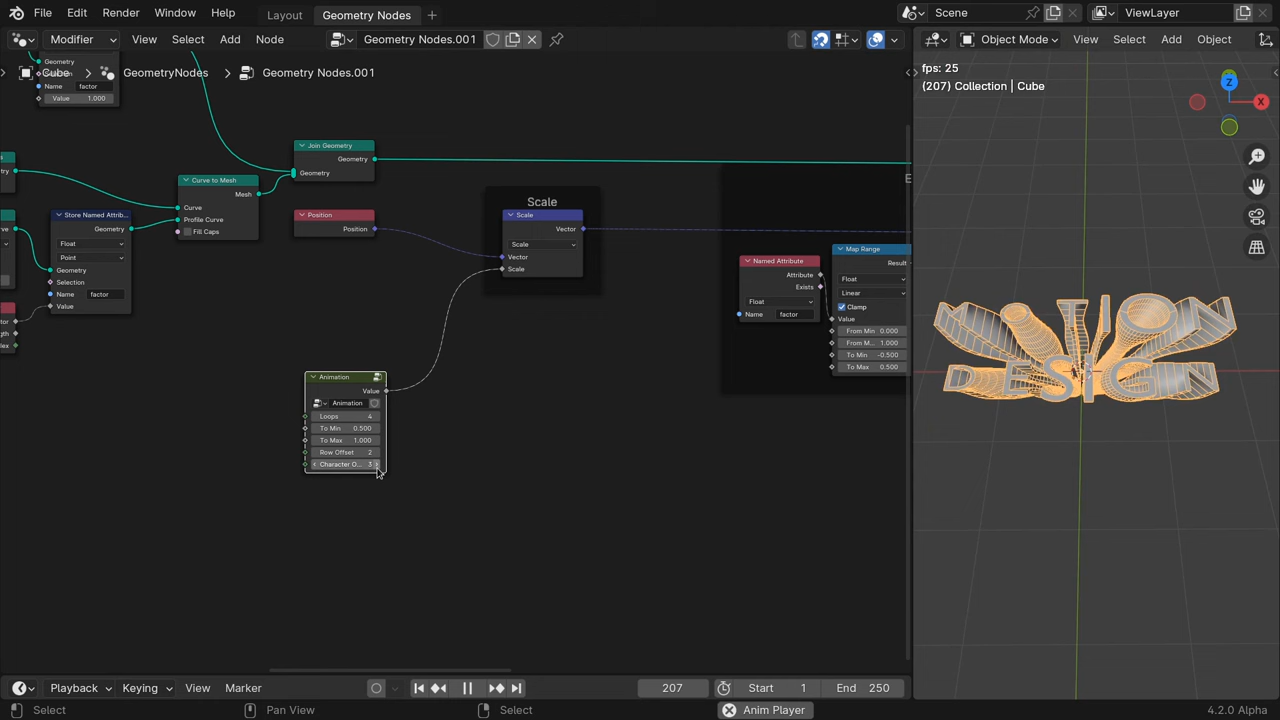 File Edit Render Window Help Layout Geometry Nodes Scene ViewLayer
Modifier View Select Add Node Geometry Nodes.001 Object Mode View Select Add Object
Cube GeometryNodes Geometry Nodes.001
fps: 25
(207) Collection | Cube
Z
X
Geometry
Name factor
Value 1.000
Store Named Attrib...
Geometry
Float
Point
Geometry
Selection
Name factor
Value
Curve to Mesh
Mesh
Curve
Profile Curve
Fill Caps
Join Geometry
Geometry
Geometry
Position
Position
Scale
Scale
Vector
Scale
Vector
Scale
Animation
Value
Animation
Loops 4
To Min 0.500
To Max 1.000
Row Offset 2
Character O... 3
Named Attribute
Attribute
Exists
Float
Name factor
Map Range
Result
Float
Linear
Clamp
Value
From Min 0.000
From M... 1.000
To Min -0.500
To Max 0.500
DESIGN
Playback Keying View Marker 207 Start 1 End 250
Select Pan View Select Anim Player 4.2.0 Alpha